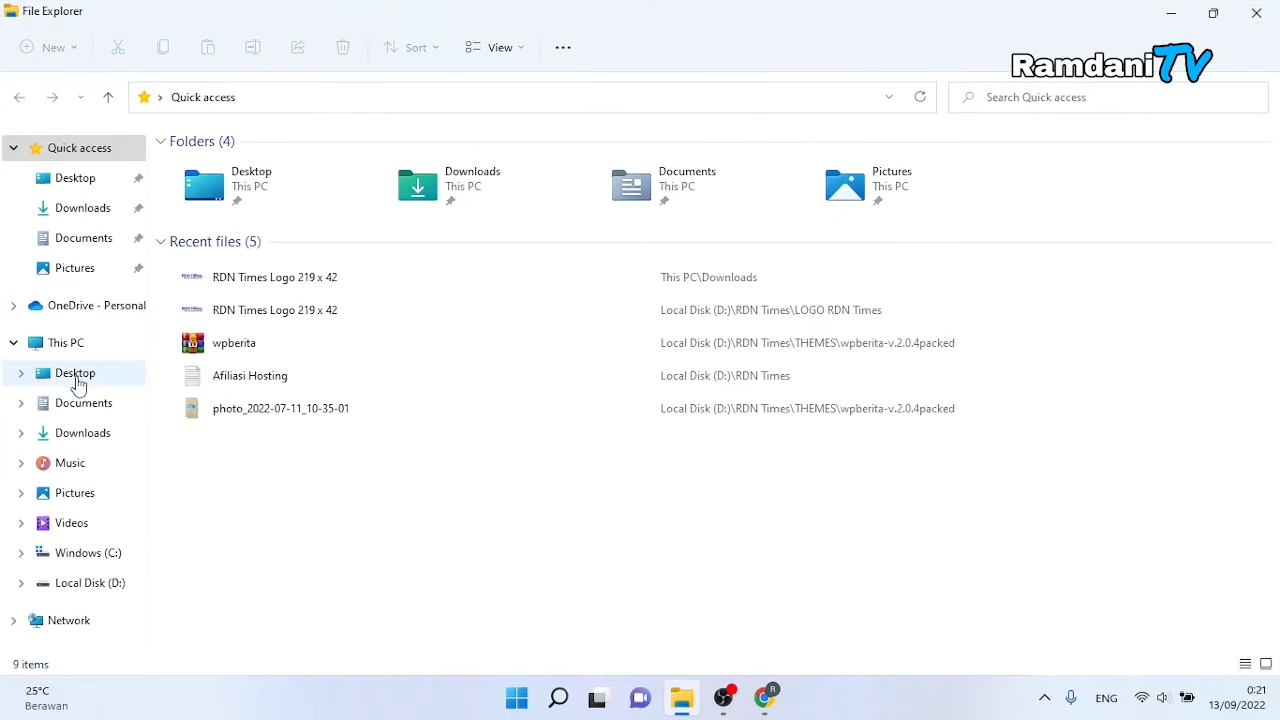 File Explorer
New
Sort
View
RamdaniTV
Quick access
Search Quick access
Quick access
Desktop
Downloads
Documents
Pictures
OneDrive - Personal
This PC
Desktop
Documents
Downloads
Music
Pictures
Videos
Windows (C:)
Local Disk (D:)
Network
Folders (4)
Desktop
This PC
Downloads
This PC
Documents
This PC
Pictures
This PC
Recent files (5)
RDN Times Logo 219 x 42 This PC\Downloads
RDN Times Logo 219 x 42 Local Disk (D:)\RDN Times\LOGO RDN Times
wpberita Local Disk (D:)\RDN Times\THEMES\wpberita-v.2.0.4packed
Afiliasi Hosting Local Disk (D:)\RDN Times
photo_2022-07-11_10-35-01 Local Disk (D:)\RDN Times\THEMES\wpberita-v.2.0.4packed
9 items
25°C
Berawan
R
ENG
0:21
13/09/2022